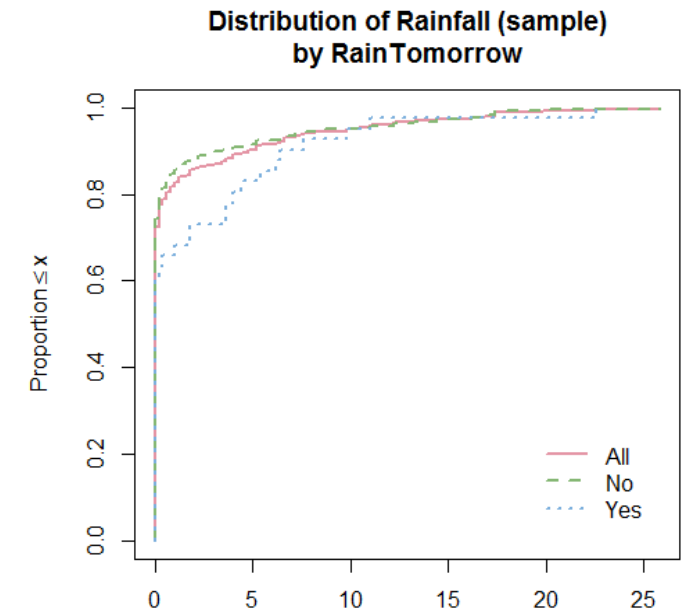 Distribution of Rainfall (sample)
by RainTomorrow
Proportion ≤ x
1.0
0.8
0.6
0.4
0.2
0.0
All
No
Yes
0 5 10 15 20 25